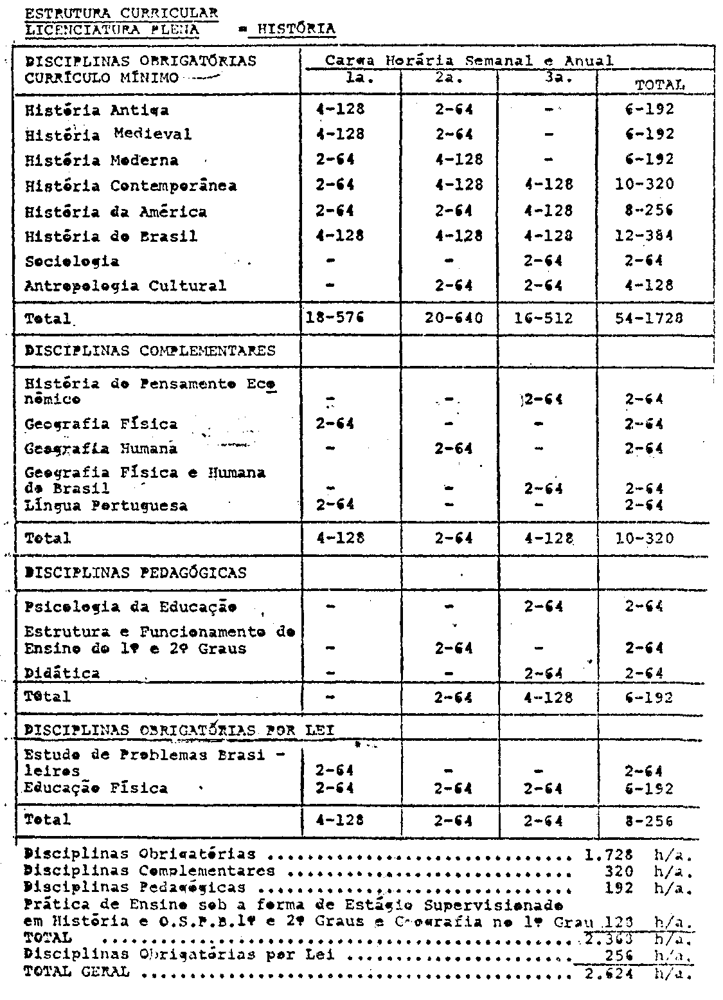 ESTRUTURA CURRICULAR
LICENCIATURA PLENA - HISTÓRIA
DISCIPLINAS OBRIGATÓRIAS Carga Horária Semanal e Anual
CURRÍCULO MÍNIMO 1a. 2a. 3a. TOTAL
História Antiga 4-128 2-64 - 6-192
História Medieval 4-128 2-64 - 6-192
História Moderna 2-64 4-128 - 6-192
História Contemporânea 2-64 4-128 4-128 10-320
História da América 2-64 2-64 4-128 8-256
História do Brasil 4-128 4-128 4-128 12-384
Sociologia - - 2-64 2-64
Antropologia Cultural - 2-64 2-64 4-128
Total 18-576 20-640 16-512 54-1728
DISCIPLINAS COMPLEMENTARES
História do Pensamento Eco
nômico - - 2-64 2-64
Geografia Física 2-64 - - 2-64
Geografia Humana - 2-64 - 2-64
Geografia Física e Humana
do Brasil - - 2-64 2-64
Língua Portuguesa 2-64 - - 2-64
Total 4-128 2-64 4-128 10-320
DISCIPLINAS PEDAGÓGICAS
Psicologia da Educação - - 2-64 2-64
Estrutura e Funcionamento do
Ensino do 1º e 2º Graus - 2-64 - 2-64
Didática - - 2-64 2-64
Total - 2-64 4-128 6-192
DISCIPLINAS OBRIGATÓRIAS POR LEI
Estudo de Problemas Brasi -
leiros 2-64 - - 2-64
Educação Física 2-64 2-64 2-64 6-192
Total 4-128 2-64 2-64 8-256
Disciplinas Obrigatórias ............................... 1.728 h/a.
Disciplinas Complementares ............................. 320 h/a.
Disciplinas Pedagógicas ................................ 192 h/a.
Prática de Ensino sob a forma de Estágio Supervisionado
em História e O.S.P.B.1º e 2º Graus e Geografia no 1º Grau 128 h/a.
TOTAL ................................................ 2.368 h/a.
Disciplinas Obrigatórias por Lei ....................... 256 h/a.
TOTAL GERAL ............................................ 2.624 h/a.